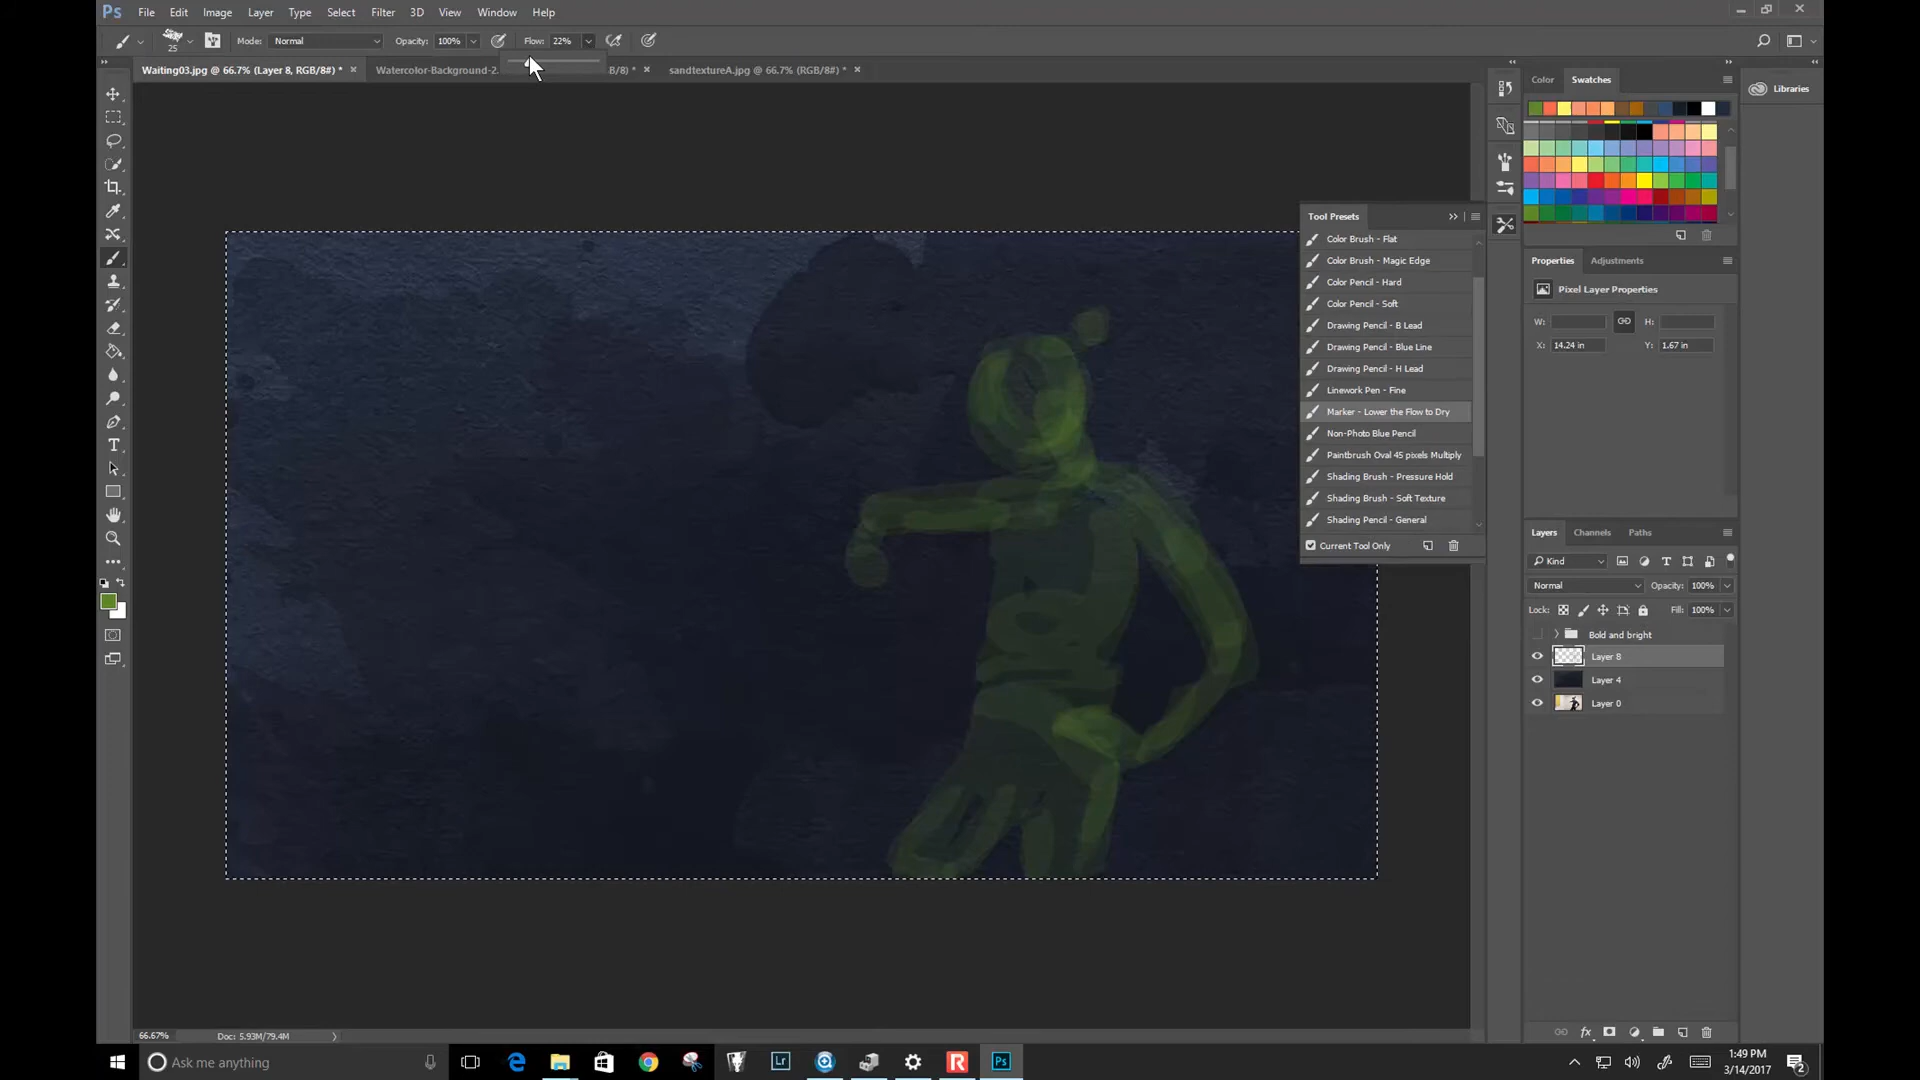 Ps File Edit Image Layer Type Select Filter 3D View Window Help
25 Mode: Normal Opacity: 100% Flow: 22%
Waiting03.jpg @ 66.7% (Layer 8, RGB/8#) * Watercolor-Background-2. B/8) * sandtextureA.jpg @ 66.7% (RGB/8#) *
Color Swatches
Libraries
Tool Presets
Color Brush - Flat
Color Brush - Magic Edge
Color Pencil - Hard
Color Pencil - Soft
Drawing Pencil - B Lead
Drawing Pencil - Blue Line
Drawing Pencil - H Lead
Linework Pen - Fine
Marker - Lower the Flow to Dry
Non-Photo Blue Pencil
Paintbrush Oval 45 pixels Multiply
Shading Brush - Pressure Hold
Shading Brush - Soft Texture
Shading Pencil - General
Current Tool Only
Properties Adjustments
Pixel Layer Properties
W: H:
X: 14.24 in Y: 1.67 in
Layers Channels Paths
Kind
Normal Opacity: 100%
Lock: Fill: 100%
Bold and bright
Layer 8
Layer 4
Layer 0
66.67% Doc: 5.93M/79.4M
Ask me anything
Lr R Ps
1:49 PM
3/14/2017
2